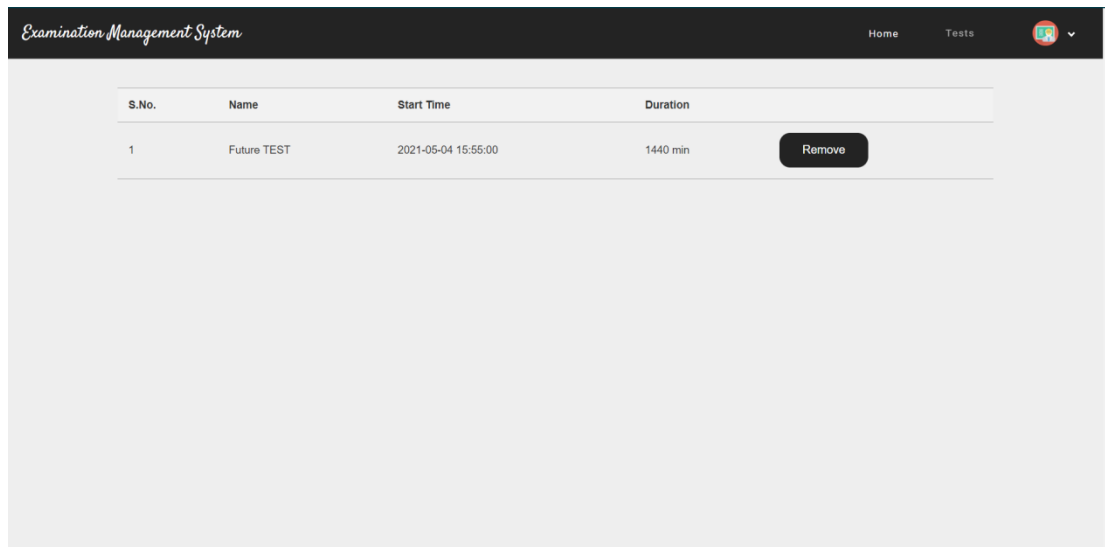 Examination Management System
Home Tests
S.No. Name Start Time Duration
1 Future TEST 2021-05-04 15:55:00 1440 min Remove